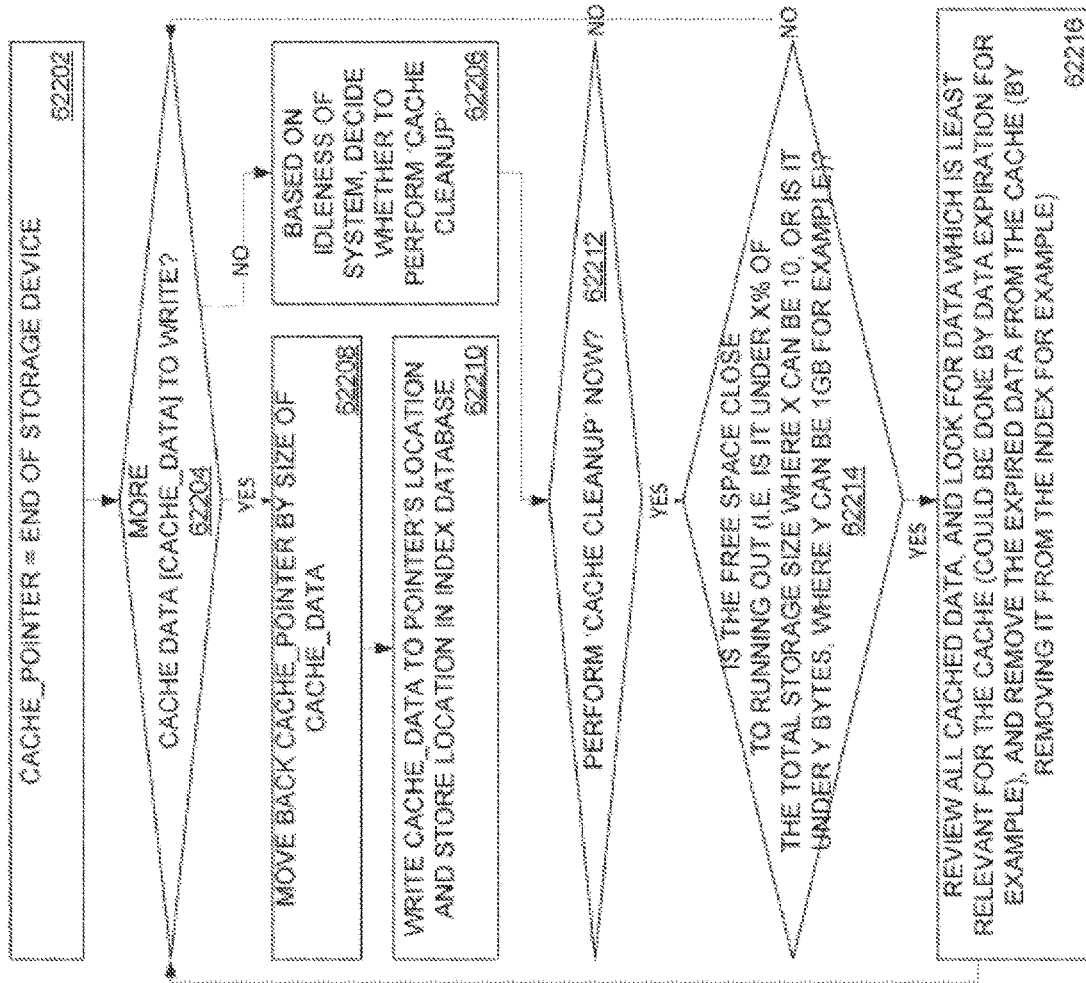 CACHE_POINTER = END OF STORAGE DEVICE
62202
MORE
CACHE DATA [CACHE_DATA] TO WRITE?
62204
YES
NO
MOVE BACK CACHE_POINTER BY SIZE OF
CACHE_DATA
62208
BASED ON
IDLENESS OF
SYSTEM, DECIDE
WHETHER TO
PERFORM 'CACHE
CLEANUP'
62206
WRITE CACHE_DATA TO POINTER'S LOCATION
AND STORE LOCATION IN INDEX DATABASE
62210
PERFORM 'CACHE CLEANUP' NOW? 62212
NO
YES
IS THE FREE SPACE CLOSE
TO RUNNING OUT (I.E. IS IT UNDER X% OF
THE TOTAL STORAGE SIZE WHERE X CAN BE 10, OR IS IT
UNDER Y BYTES, WHERE Y CAN BE 1GB FOR EXAMPLE)?
62214
NO
YES
REVIEW ALL CACHED DATA, AND LOOK FOR DATA WHICH IS LEAST
RELEVANT FOR THE CACHE (COULD BE DONE BY DATA EXPIRATION FOR
EXAMPLE), AND REMOVE THE EXPIRED DATA FROM THE CACHE (BY
REMOVING IT FROM THE INDEX FOR EXAMPLE)
62216